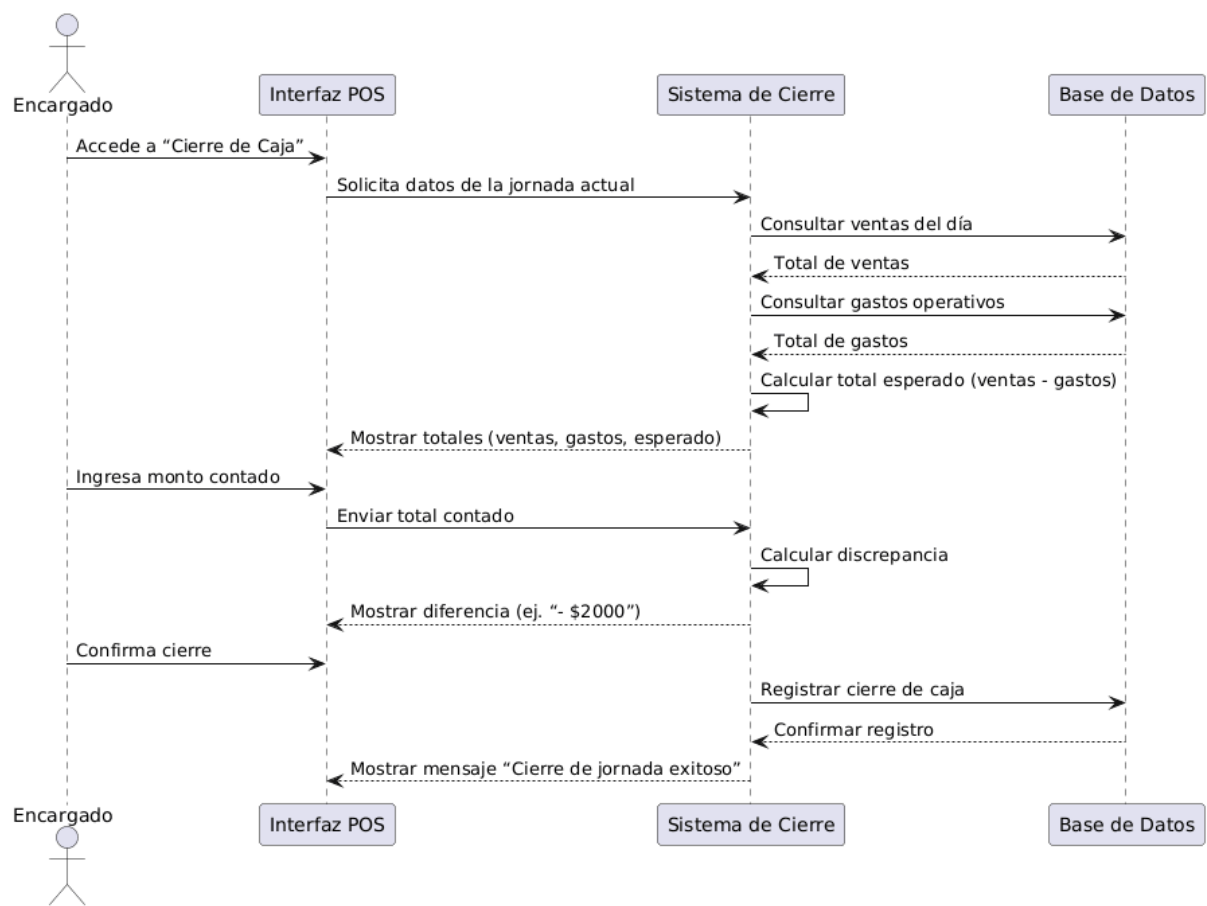 Encargado
Interfaz POS
Sistema de Cierre
Base de Datos
Accede a “Cierre de Caja”
Solicita datos de la jornada actual
Consultar ventas del día
Total de ventas
Consultar gastos operativos
Total de gastos
Calcular total esperado (ventas - gastos)
Mostrar totales (ventas, gastos, esperado)
Ingresa monto contado
Enviar total contado
Calcular discrepancia
Mostrar diferencia (ej. “- $2000”)
Confirma cierre
Registrar cierre de caja
Confirmar registro
Mostrar mensaje “Cierre de jornada exitoso”
Encargado
Interfaz POS
Sistema de Cierre
Base de Datos